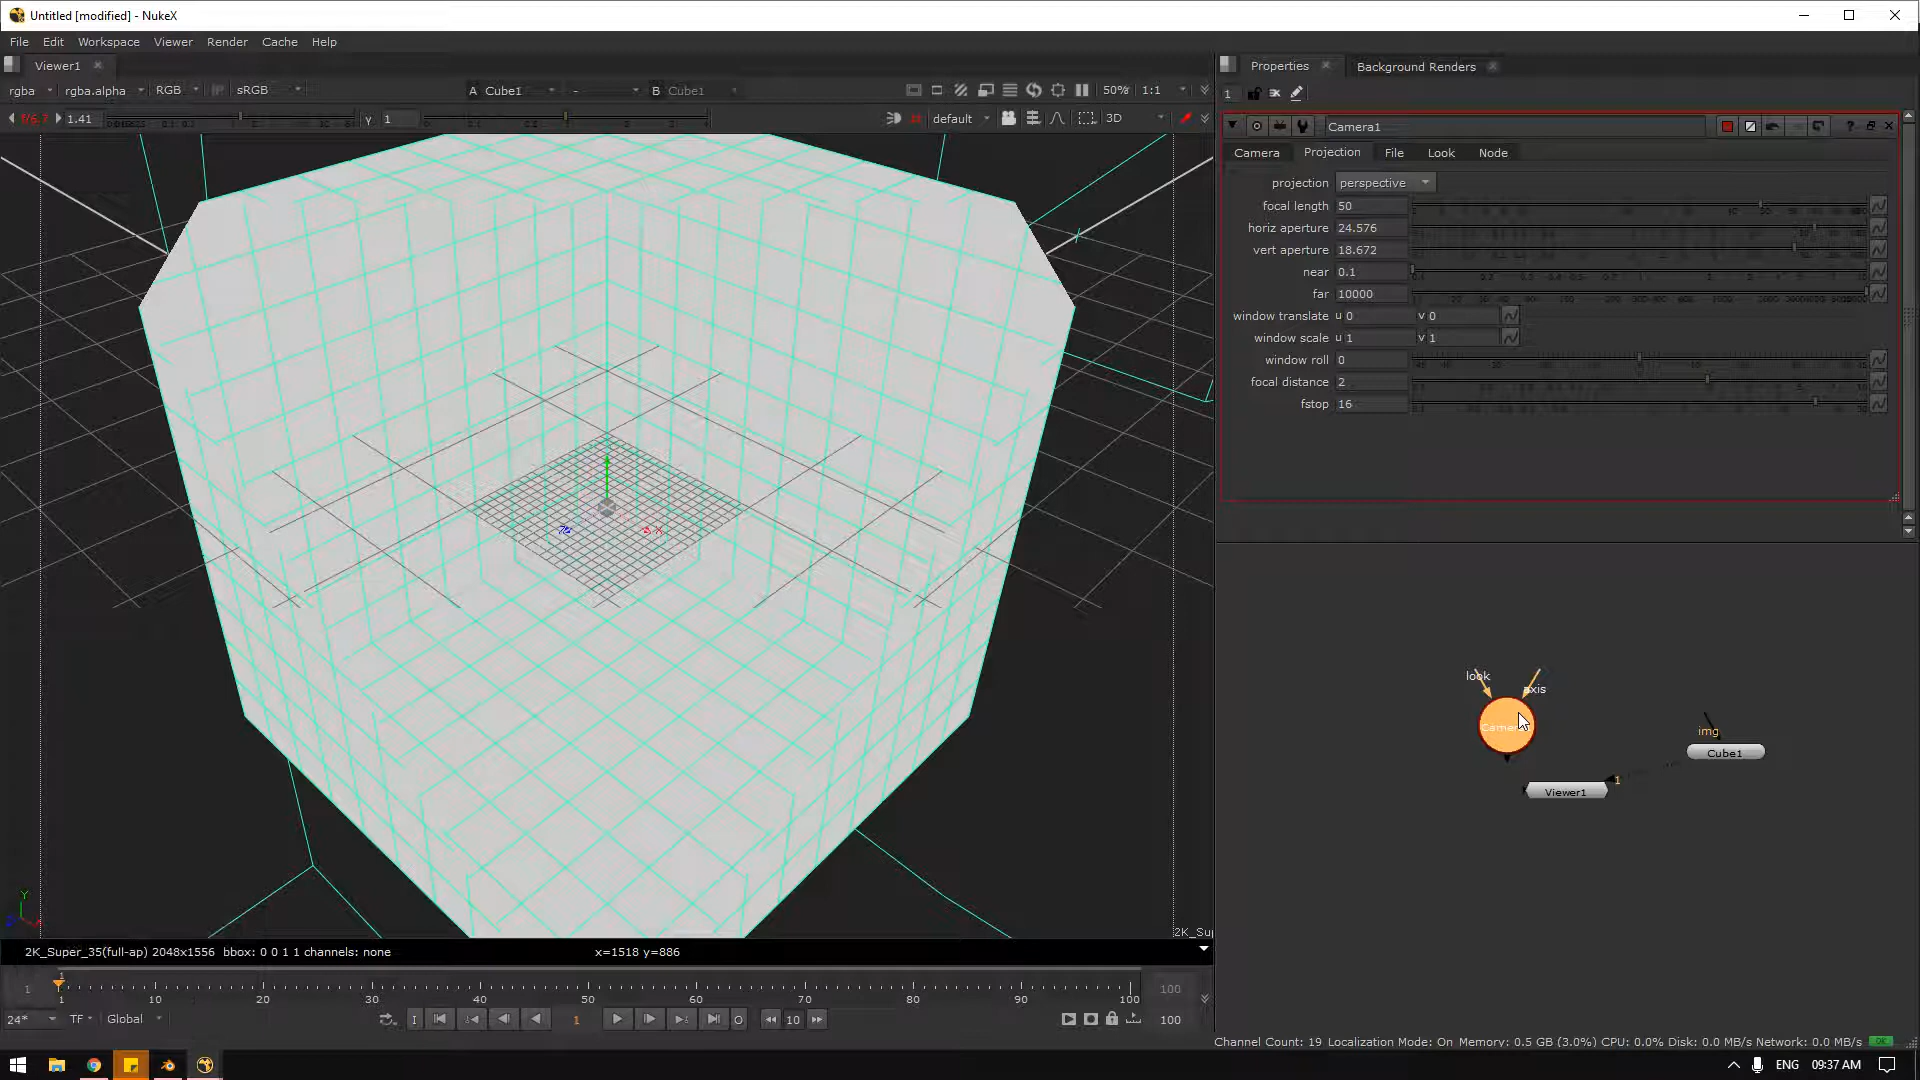 Untitled [modified] - NukeX
File Edit Workspace Viewer Render Cache Help
Viewer1
Properties
Background Renders
rgba rgba.alpha RGB sRGB A Cube1 - B Cube1 50% 1:1
1
f/6.7 1.41 γ 1 default 3D
Camera1
Camera Projection File Look Node
projection perspective
focal length 50
horiz aperture 24.576
vert aperture 18.672
near 0.1
far 10000
window translate u 0 v 0
window scale u 1 v 1
window roll 0
focal distance 2
fstop 16
look
axis
img
Cube1
1
Viewer1
2K_Super_35(full-ap) 2048x1556 bbox: 0 0 1 1 channels: none
x=1518 y=886
1 1 10 20 30 40 50 60 70 80 90 100 100
24* TF Global 1 10 100
Channel Count: 19 Localization Mode: On Memory: 0.5 GB (3.0%) CPU: 0.0% Disk: 0.0 MB/s Network: 0.0 MB/s
ENG 09:37 AM